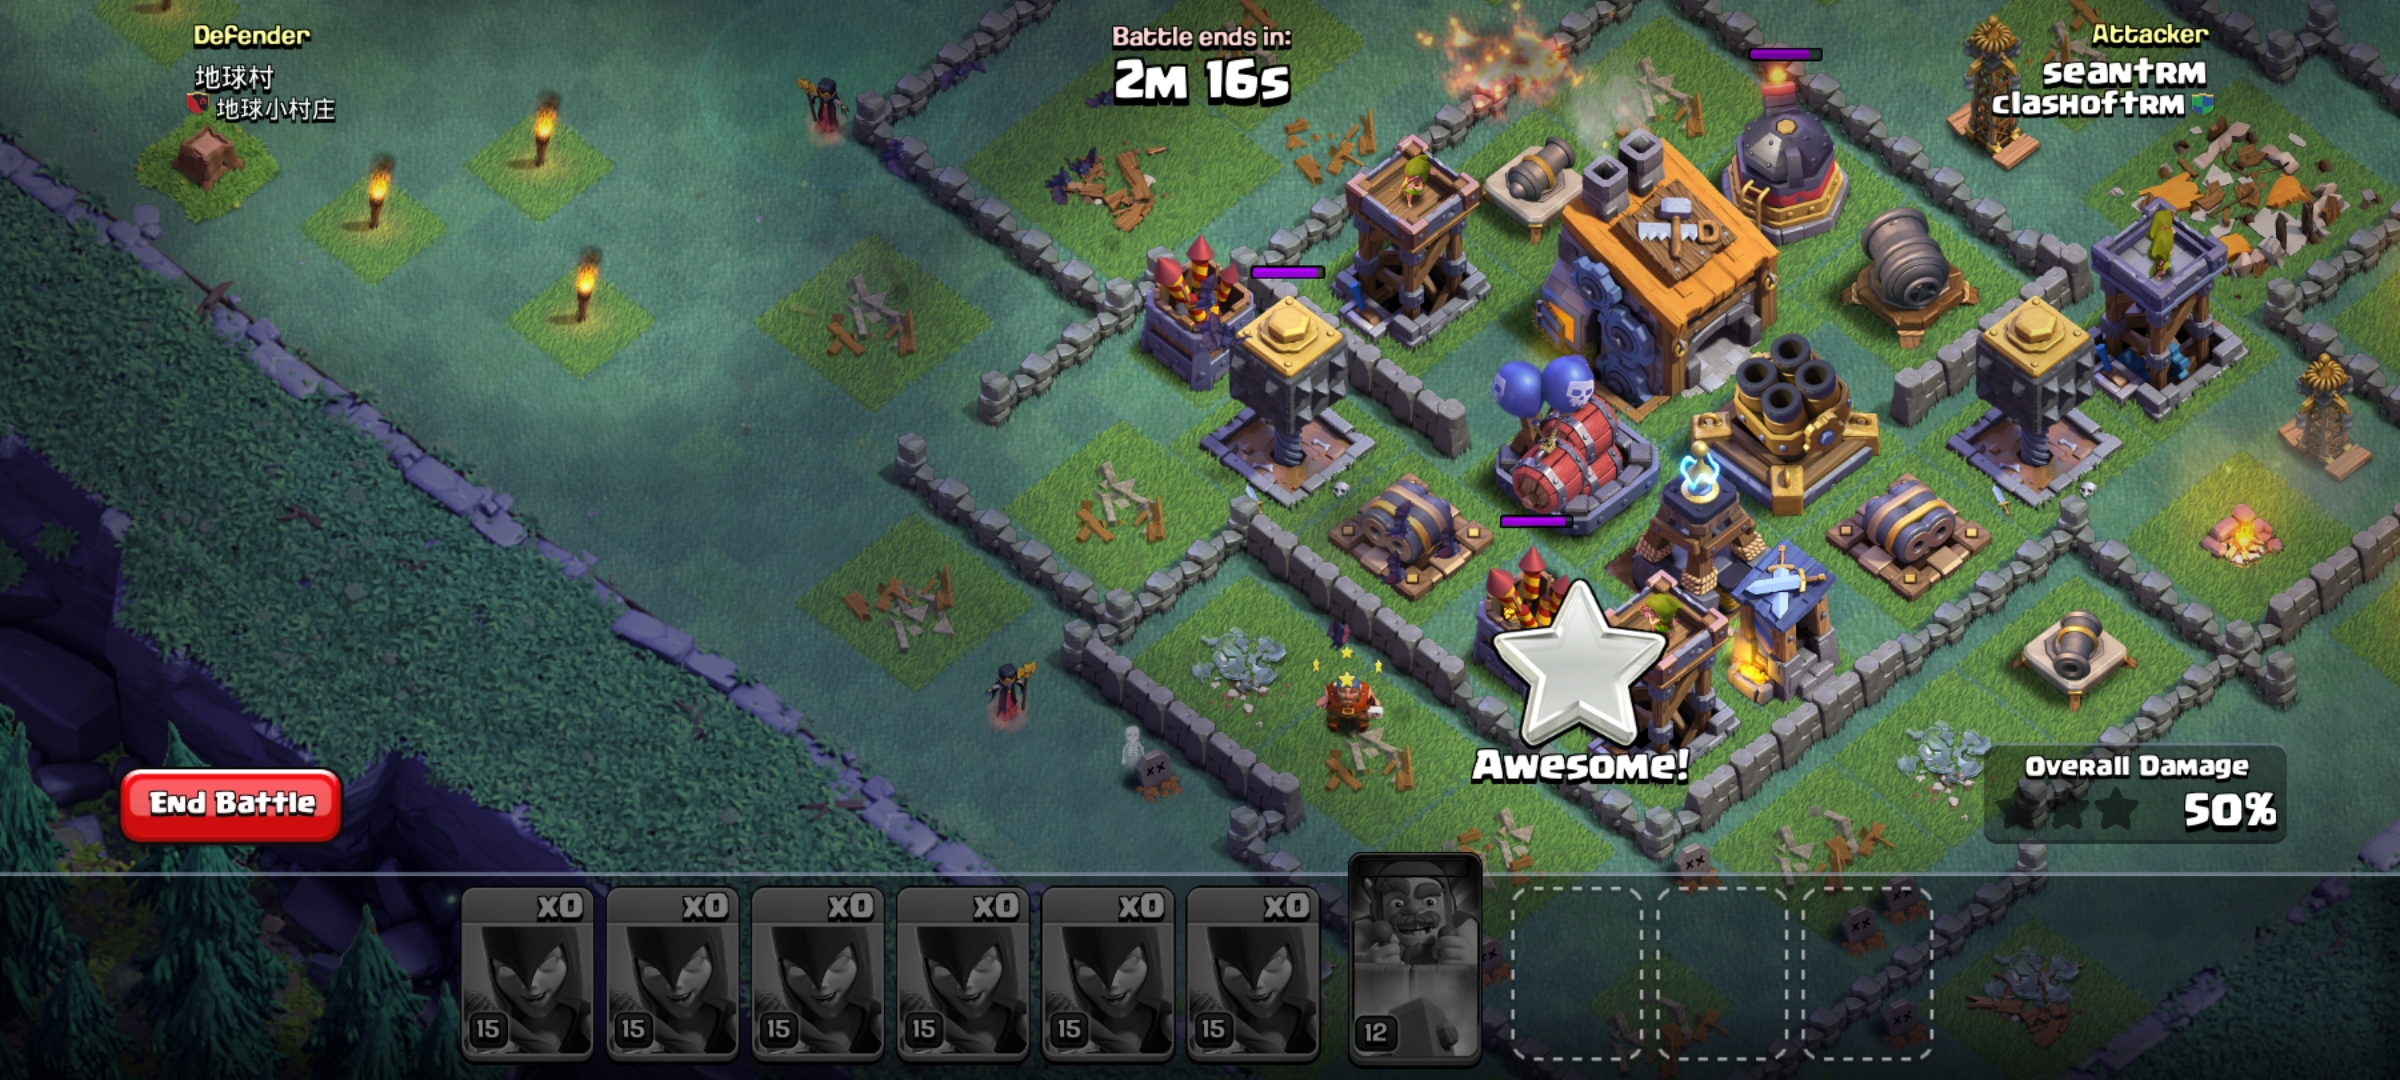 Defender
地球村
地球小村庄
Battle ends in:
2M 16s
Attacker
seantrm
clashoftrm
Awesome!
End Battle
Overall Damage
50%
x0
x0
x0
x0
x0
x0
15
15
15
15
15
15
12